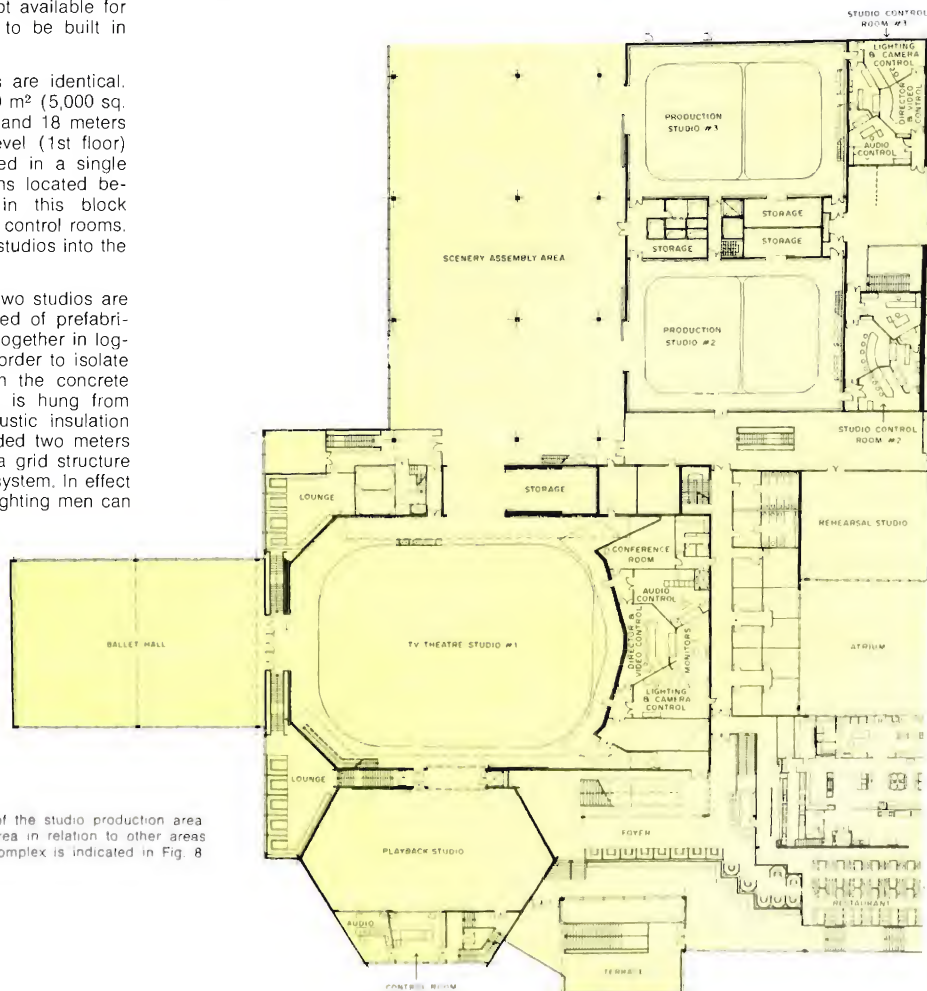 ot available for
to be built in
s are identical.
0 m² (5,000 sq.
and 18 meters
evel (1st floor)
ed in a single
ns located be-
in this block
control rooms.
studios into the
wo studios are
ed of prefabri-
ogether in log-
order to isolate
n the concrete
is hung from
ustic insulation
ded two meters
a grid structure
system. In effect
ghting men can
of the studio production area
rea in relation to other areas
omplex is indicated in Fig. 8
STUDIO CONTROL
ROOM #3
LIGHTING
& CAMERA
CONTROL
DIRECTOR
& VIDEO
CONTROL
AUDIO
CONTROL
PRODUCTION
STUDIO #3
STORAGE
STORAGE
STORAGE
SCENERY ASSEMBLY AREA
PRODUCTION
STUDIO #2
STUDIO CONTROL
ROOM #2
LOUNGE
STORAGE
REHEARSAL STUDIO
CONFERENCE
ROOM
AUDIO
CONTROL
DIRECTOR &
VIDEO CONTROL
MONITORS
LIGHTING
& CAMERA
CONTROL
BALLET HALL
TV THEATRE STUDIO #1
ATRIUM
LOUNGE
FOYER
PLAYBACK STUDIO
RESTAURANT
AUDIO
CONTROL ROOM
TERRACE